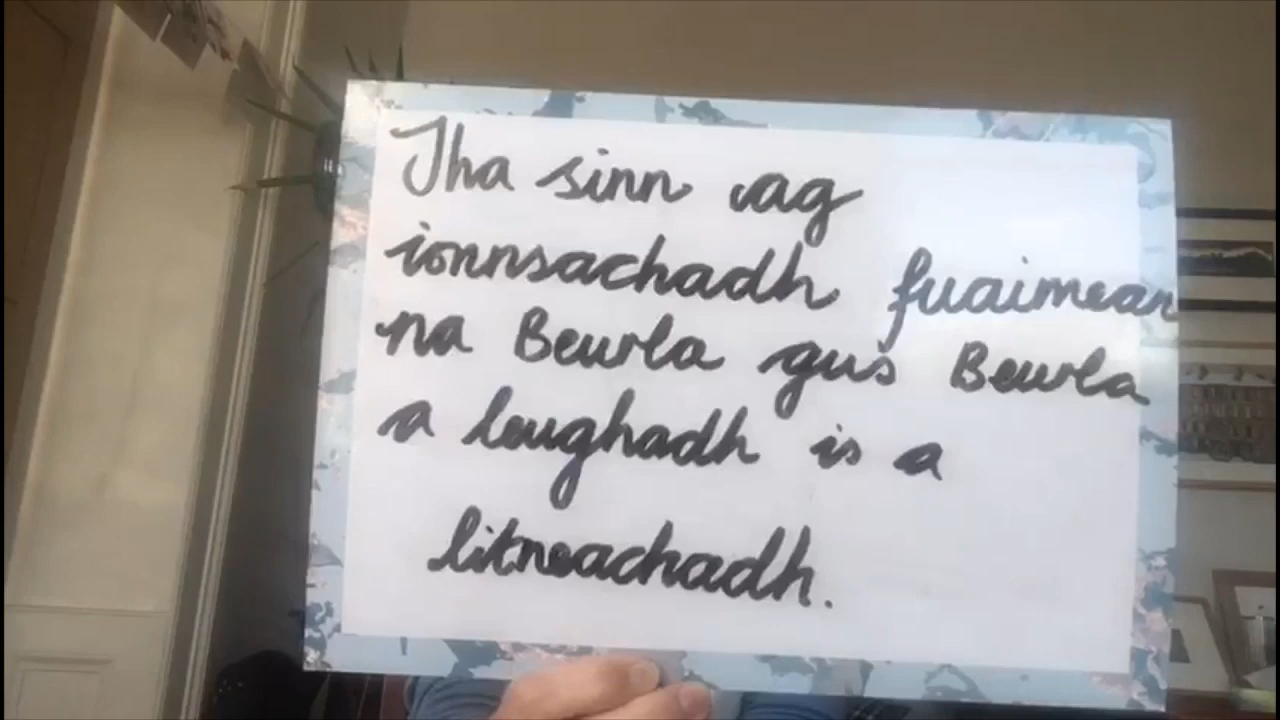 Tha sinn ag
ionnsachadh fuaimean
na Beurla gus Beurla
a leughadh is a
litreachadh.